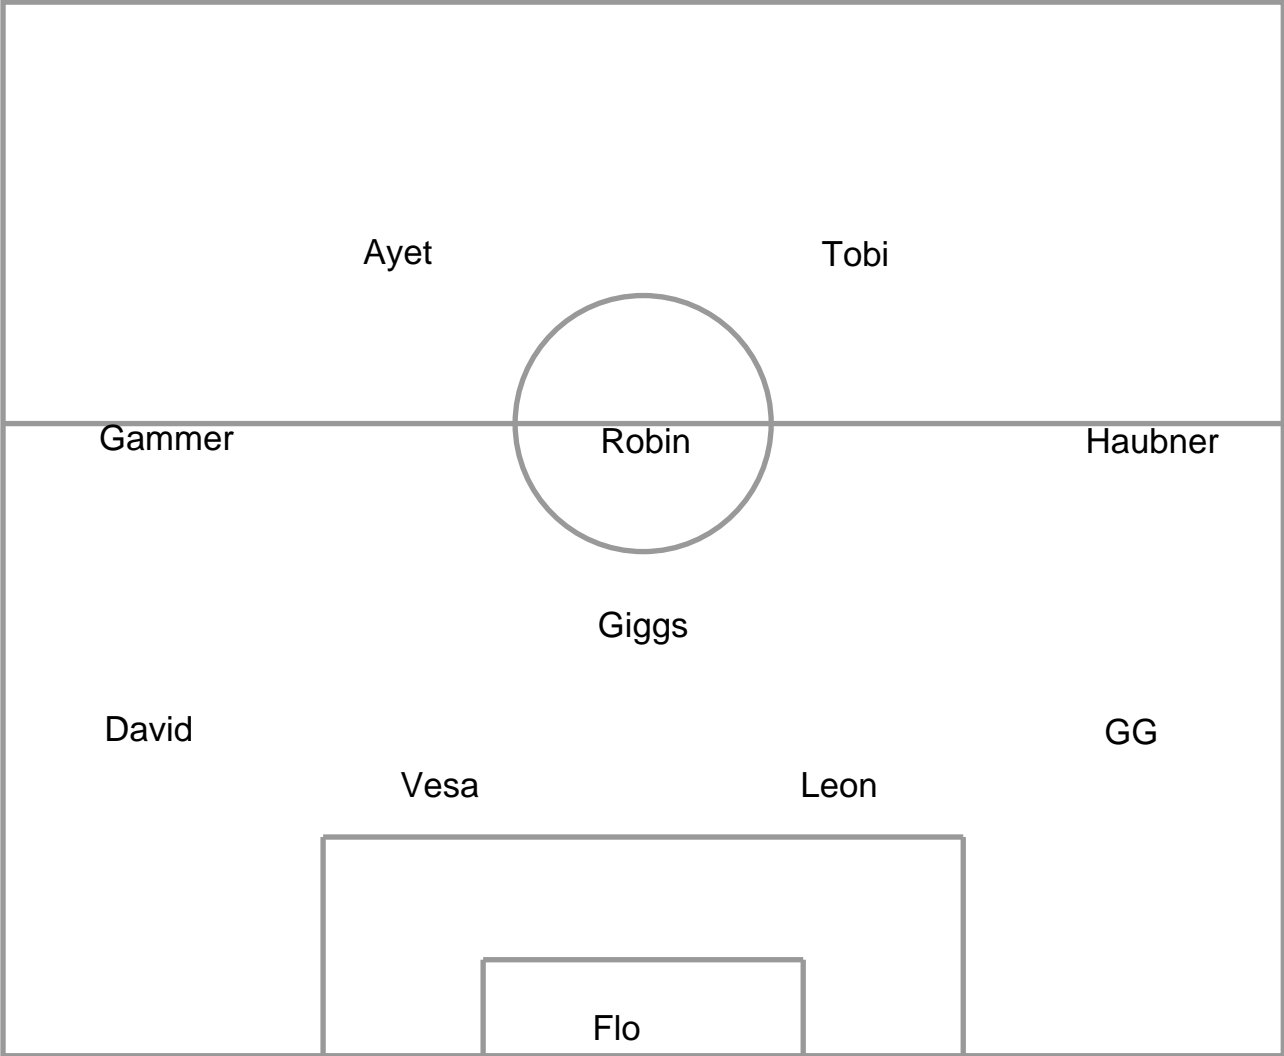 Ayet
Tobi
Gammer
Robin
Haubner
Giggs
David
GG
Vesa
Leon
Flo